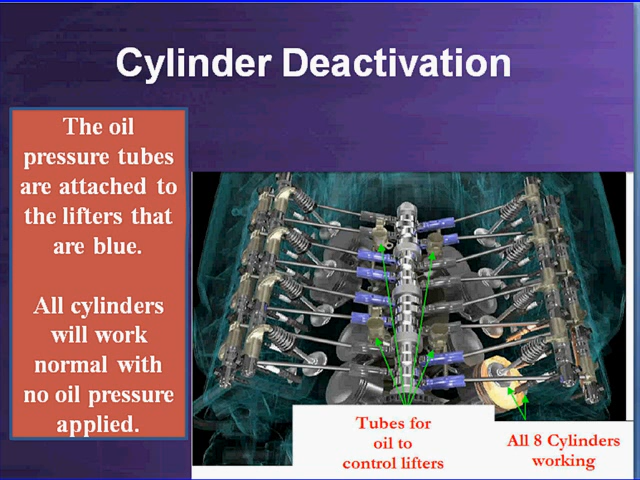 Cylinder Deactivation
The oil
pressure tubes
are attached to
the lifters that
are blue.
All cylinders
will work
normal with
no oil pressure
applied.
Tubes for
oil to
control lifters
All 8 Cylinders
working